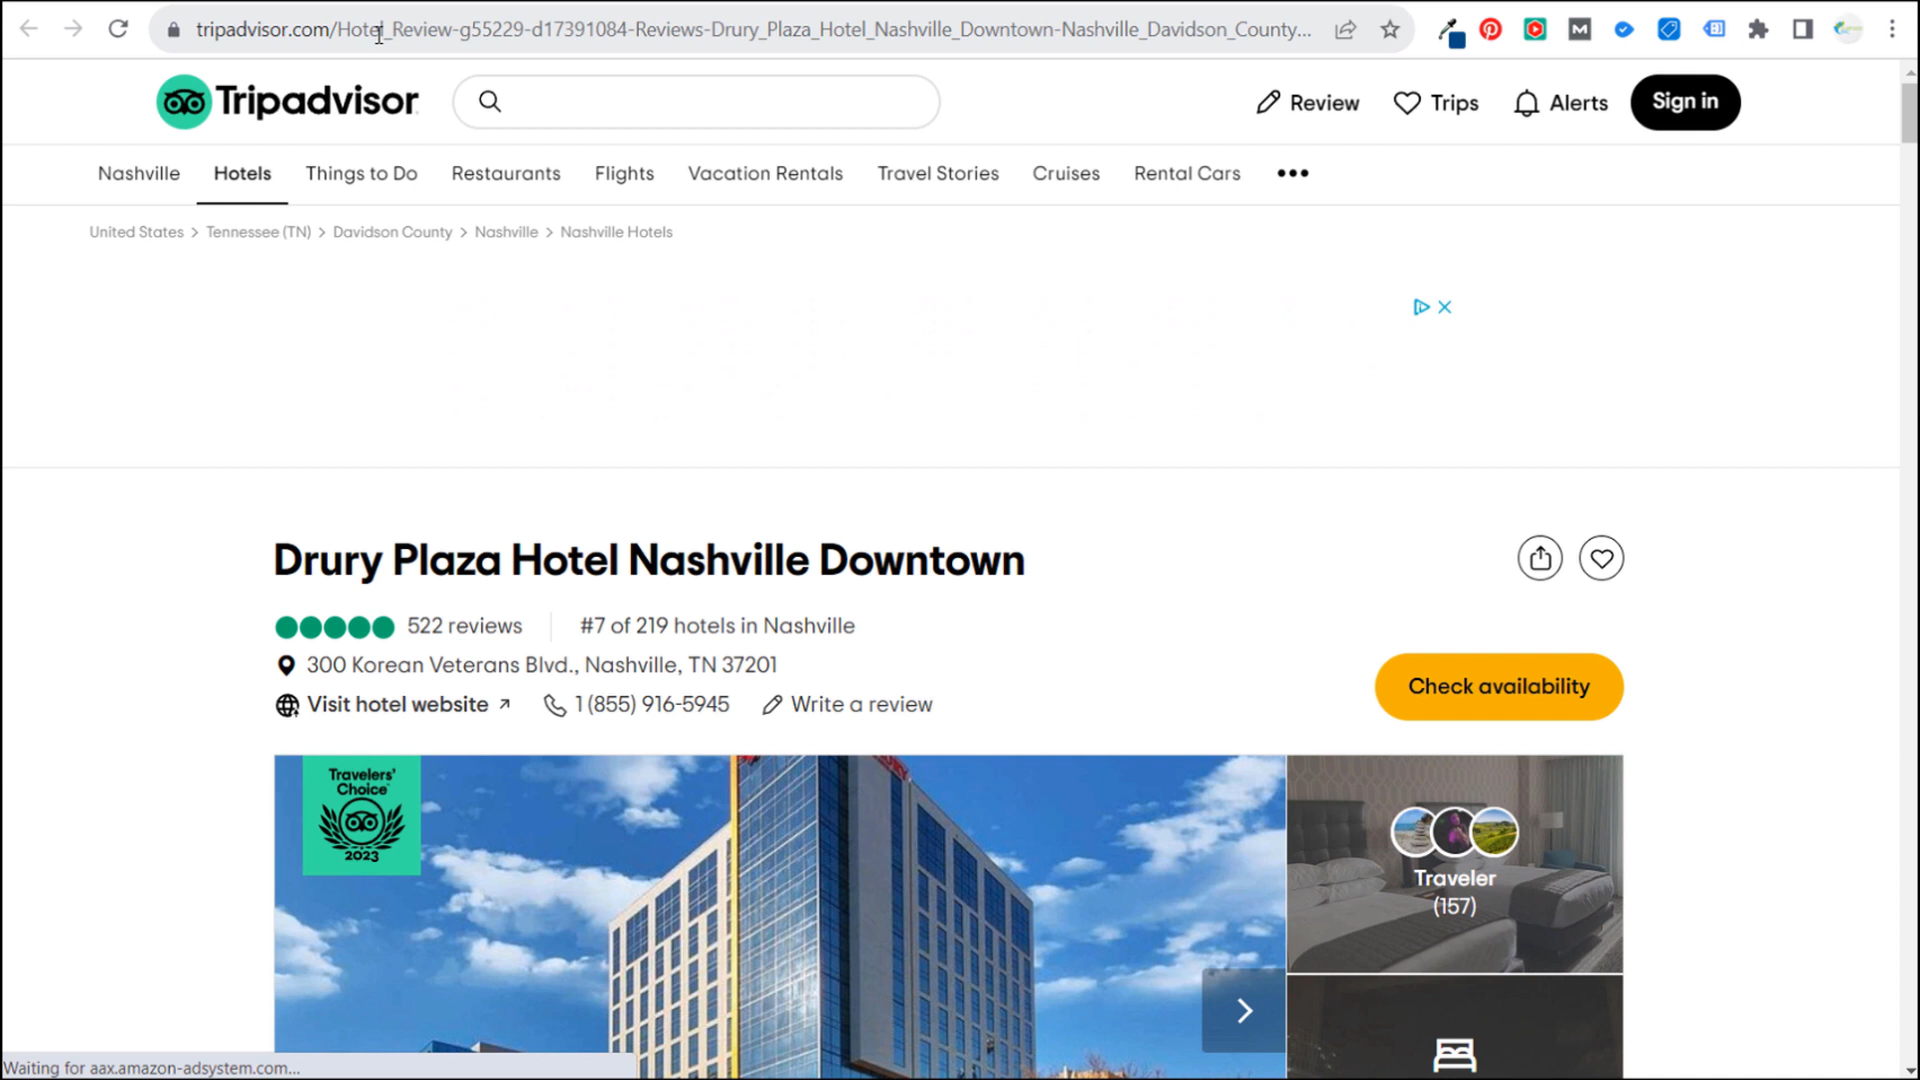 tripadvisor.com/Hotel_Review-g55229-d17391084-Reviews-Drury_Plaza_Hotel_Nashville_Downtown-Nashville_Davidson_County...
Tripadvisor
Review
Trips
Alerts
Sign in
Nashville
Hotels
Things to Do
Restaurants
Flights
Vacation Rentals
Travel Stories
Cruises
Rental Cars
•••
United States > Tennessee (TN) > Davidson County > Nashville > Nashville Hotels
Drury Plaza Hotel Nashville Downtown
522 reviews
#7 of 219 hotels in Nashville
300 Korean Veterans Blvd., Nashville, TN 37201
Visit hotel website
1 (855) 916-5945
Write a review
Check availability
Travelers'
Choice
2023
Traveler
(157)
Waiting for aax.amazon-adsystem.com...